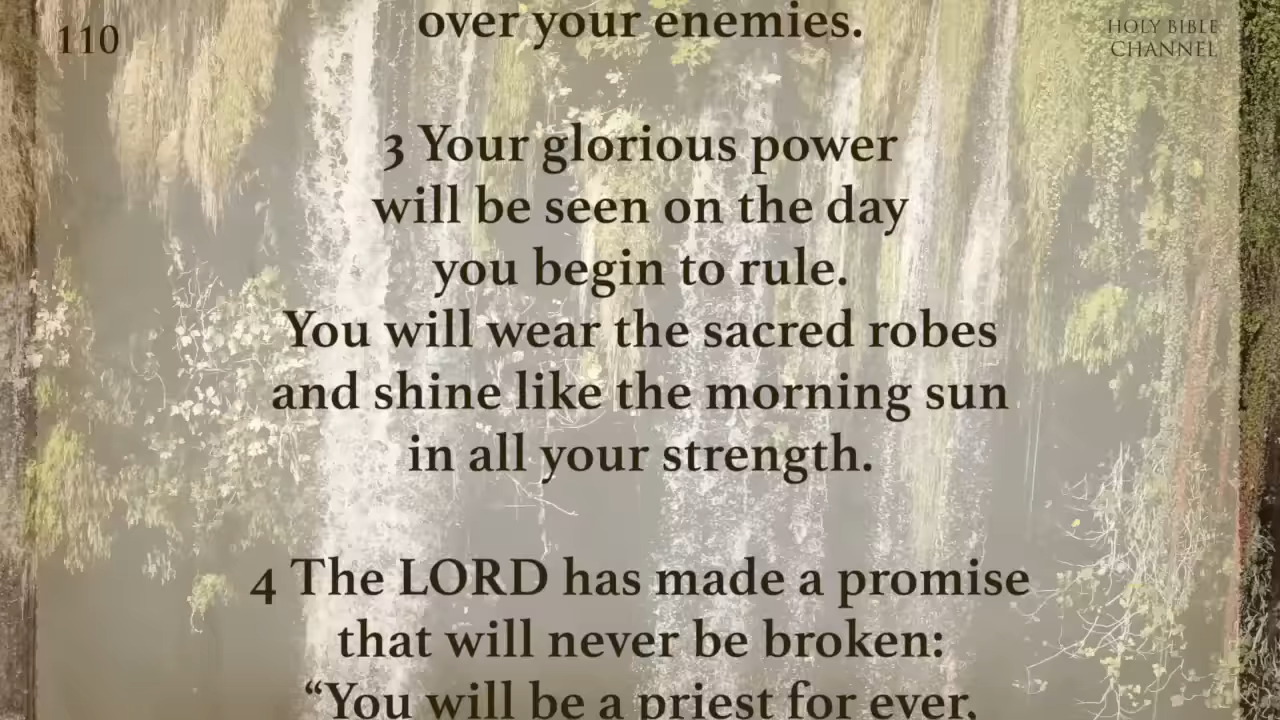 110
HOLY BIBLE
CHANNEL
over your enemies.
3 Your glorious power
will be seen on the day
you begin to rule.
You will wear the sacred robes
and shine like the morning sun
in all your strength.
4 The LORD has made a promise
that will never be broken:
“You will be a priest for ever,